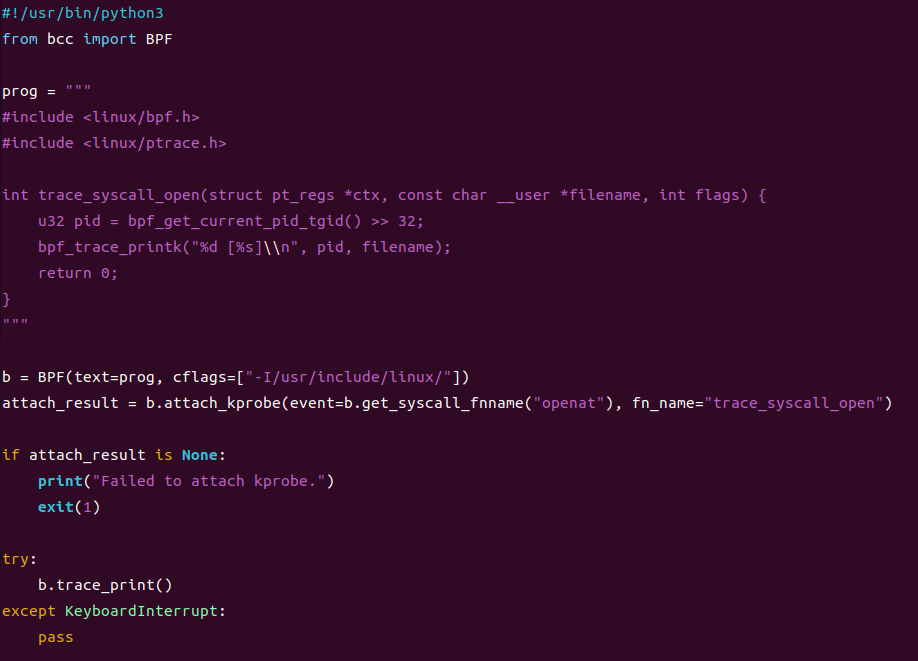 #!/usr/bin/python3
from bcc import BPF
prog = """
#include <linux/bpf.h>
#include <linux/ptrace.h>
int trace_syscall_open(struct pt_regs *ctx, const char __user *filename, int flags) {
    u32 pid = bpf_get_current_pid_tgid() >> 32;
    bpf_trace_printk("%d [%s]\\n", pid, filename);
    return 0;
}
"""
b = BPF(text=prog, cflags=["-I/usr/include/linux/"])
attach_result = b.attach_kprobe(event=b.get_syscall_fnname("openat"), fn_name="trace_syscall_open")
if attach_result is None:
    print("Failed to attach kprobe.")
    exit(1)
try:
    b.trace_print()
except KeyboardInterrupt:
    pass